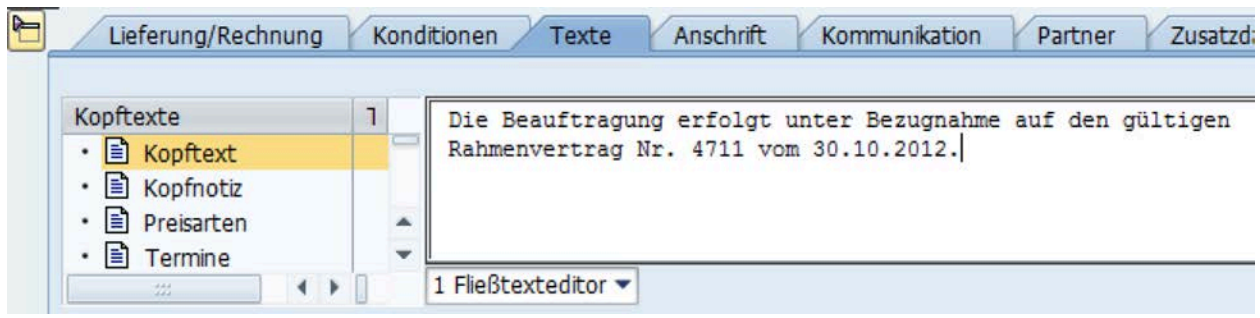 Lieferung/Rechnung Konditionen Texte Anschrift Kommunikation Partner
Kopftexte
Kopftext
Kopfnotiz
Preisarten
Termine
Die Beauftragung erfolgt unter Bezugnahme auf den gültigen
Rahmenvertrag Nr. 4711 vom 30.10.2012.
1 Fließtexteditor